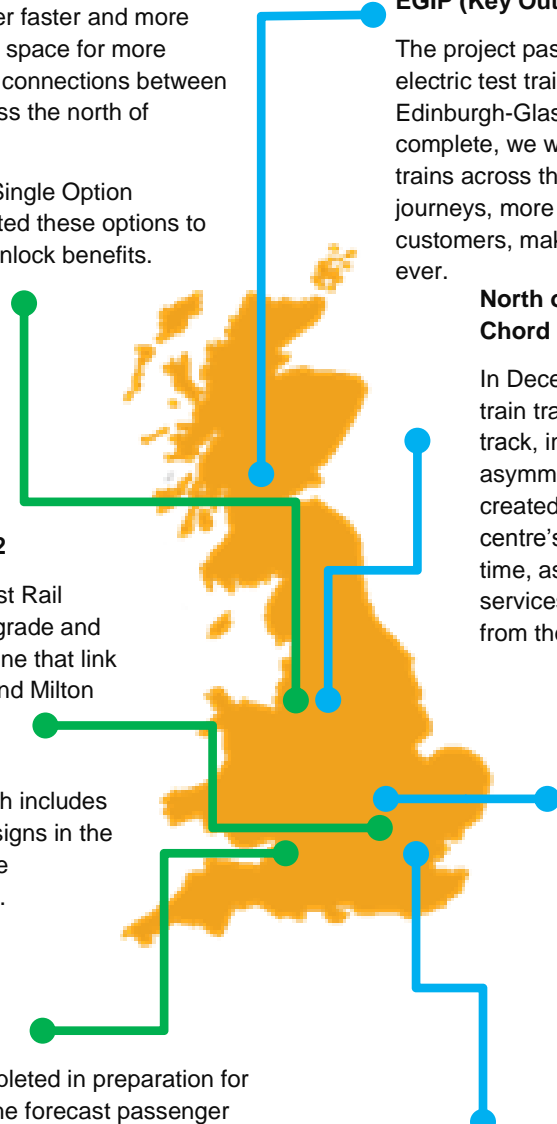 er faster and more
space for more
connections between
ss the north of
Single Option
ted these options to
nlock benefits.
EGIP (Key Out
The project pas
electric test trai
Edinburgh-Glas
complete, we w
trains across th
journeys, more
customers, mak
ever.
North o
Chord
In Dece
train tra
track, in
asymm
created
centre's
time, as
services
from the
2
st Rail
grade and
ne that link
nd Milton
h includes
signs in the
e
.
pleted in preparation for
ne forecast passenger